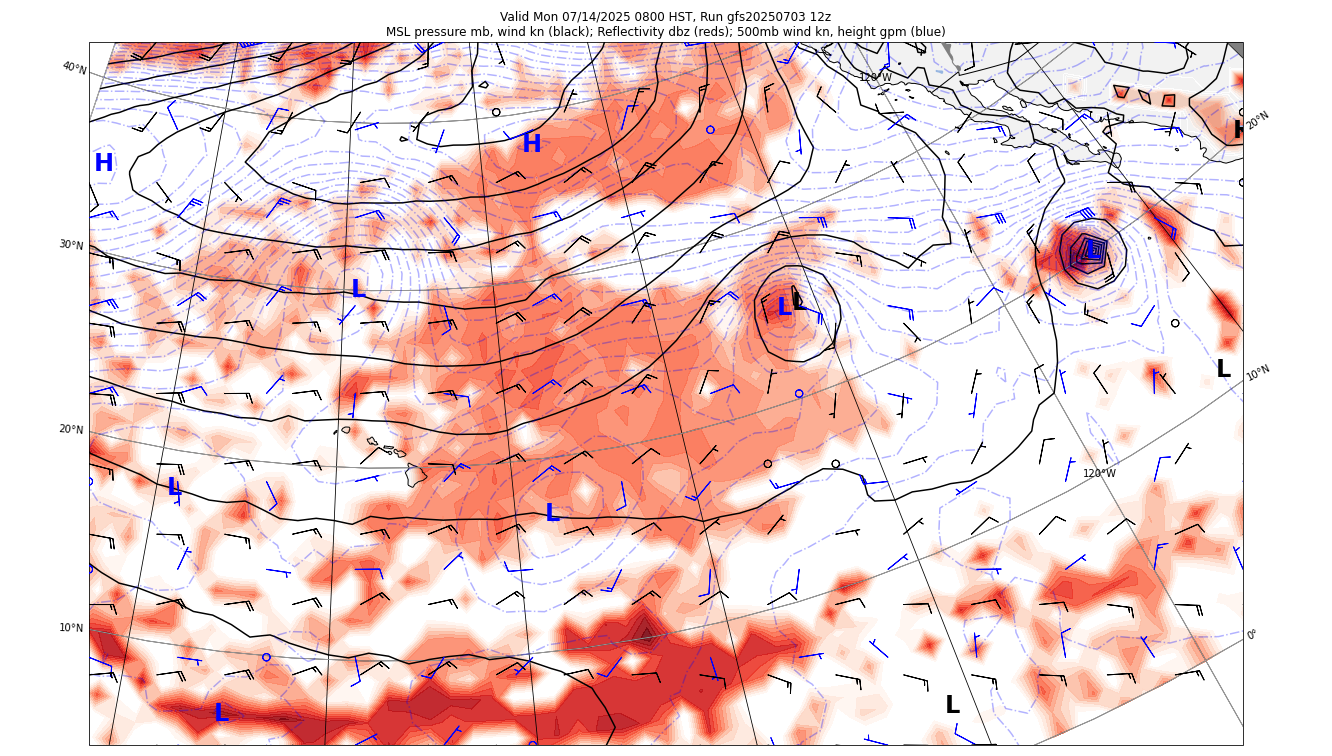 Valid Mon 07/14/2025 0800 HST, Run gfs20250703 12z
MSL pressure mb, wind kn (black); Reflectivity dbz (reds); 500mb wind kn, height gpm (blue)
40°N
120°W
20°N
H
H
H
30°N
L
L
L
L
L
10°N
20°N
120°W
L
L
10°N
0°
L
L